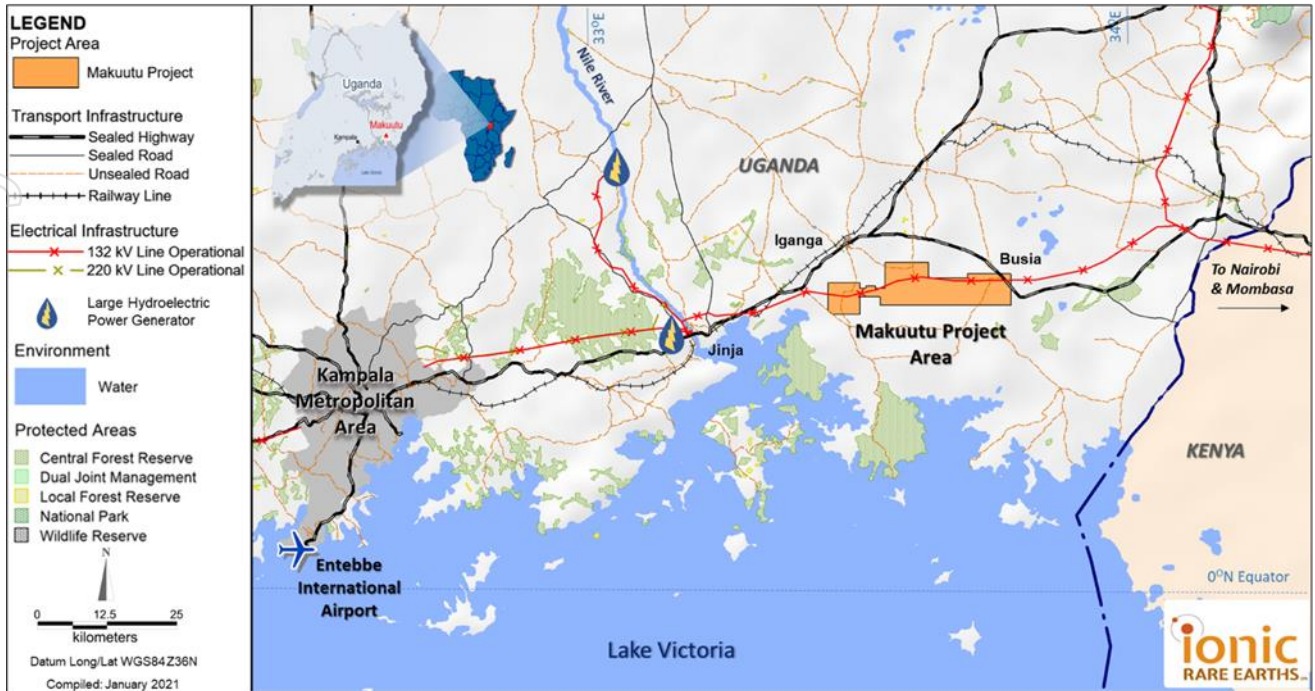 LEGEND
Project Area
Makuutu Project
Transport Infrastructure
Sealed Highway
Sealed Road
Unsealed Road
Railway Line
Electrical Infrastructure
132 kV Line Operational
220 kV Line Operational
Large Hydroelectric
Power Generator
Environment
Water
Protected Areas
Central Forest Reserve
Dual Joint Management
Local Forest Reserve
National Park
Wildlife Reserve
N
0 12.5 25
kilometers
Datum Long/Lat WGS84Z36N
Compiled: January 2021
Uganda
Kampala
Makuutu
33°E
34°E
Nile River
UGANDA
Iganga
Busia
To Nairobi
& Mombasa
Jinja
Makuutu Project
Area
Kampala
Metropolitan
Area
KENYA
Entebbe
International
Airport
0°N Equator
Lake Victoria
ionic
RARE EARTHS